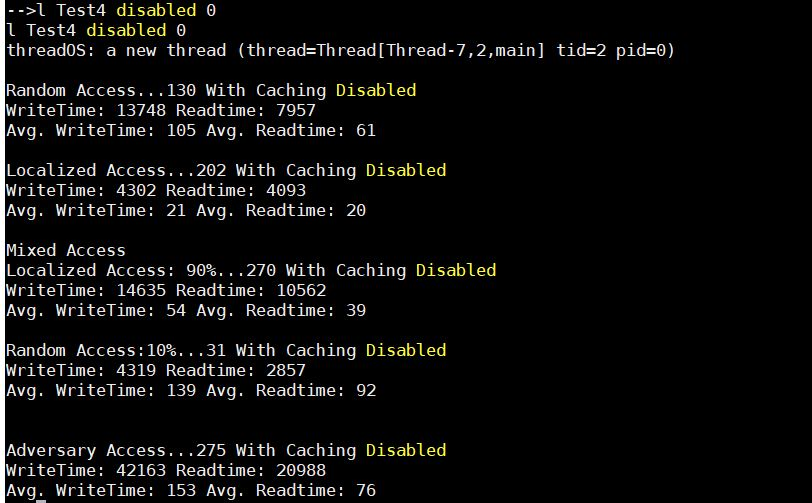 -->l Test4 disabled 0
l Test4 disabled 0
threadOS: a new thread (thread=Thread[Thread-7,2,main] tid=2 pid=0)
Random Access...130 With Caching Disabled
WriteTime: 13748 Readtime: 7957
Avg. WriteTime: 105 Avg. Readtime: 61
Localized Access...202 With Caching Disabled
WriteTime: 4302 Readtime: 4093
Avg. WriteTime: 21 Avg. Readtime: 20
Mixed Access
Localized Access: 90%...270 With Caching Disabled
WriteTime: 14635 Readtime: 10562
Avg. WriteTime: 54 Avg. Readtime: 39
Random Access:10%...31 With Caching Disabled
WriteTime: 4319 Readtime: 2857
Avg. WriteTime: 139 Avg. Readtime: 92
Adversary Access...275 With Caching Disabled
WriteTime: 42163 Readtime: 20988
Avg. WriteTime: 153 Avg. Readtime: 76